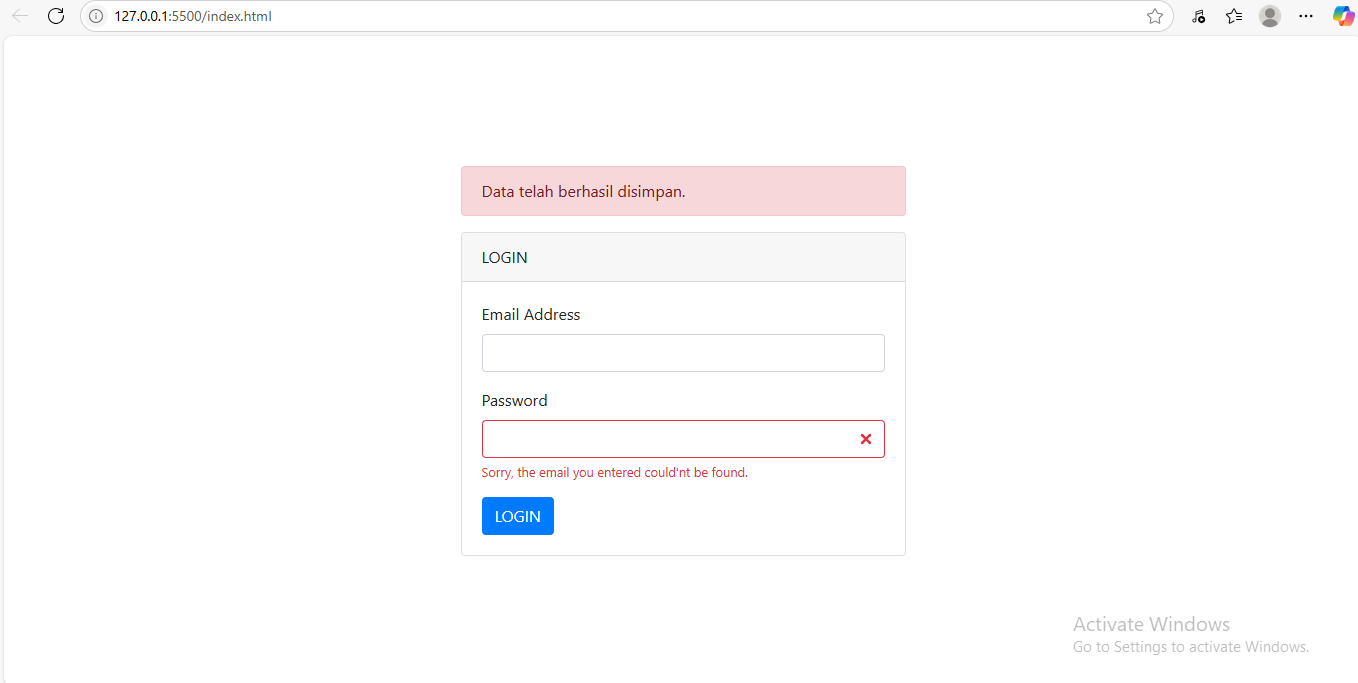 127.0.0.1:5500/index.html
Data telah berhasil disimpan.
LOGIN
Email Address
Password
Sorry, the email you entered could'nt be found.
LOGIN
Activate Windows
Go to Settings to activate Windows.